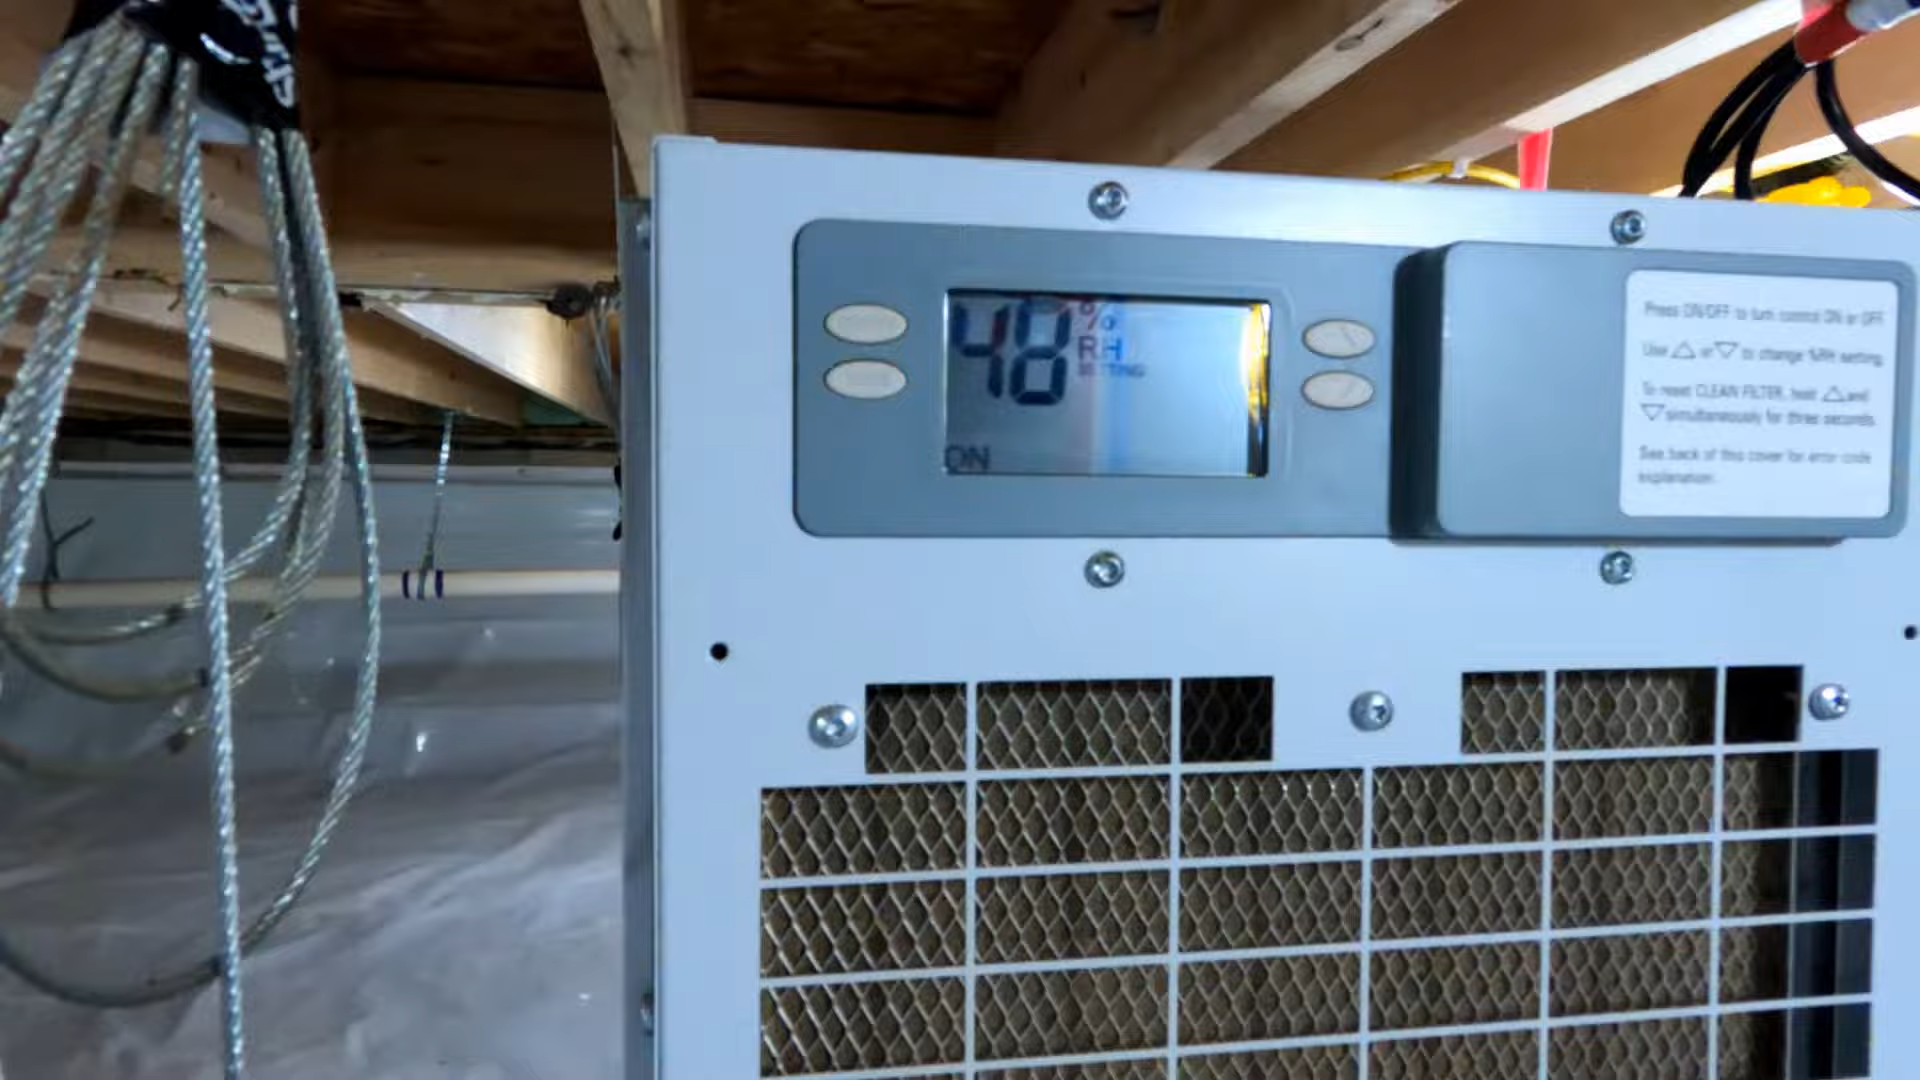 48 %
RH
SETTING
ON
Press ON/OFF to turn control ON or OFF.
Use △ or ▽ to change %RH setting.
To reset CLEAN FILTER, hold △ and
▽ simultaneously for three seconds.
See back of this cover for error code
explanation.